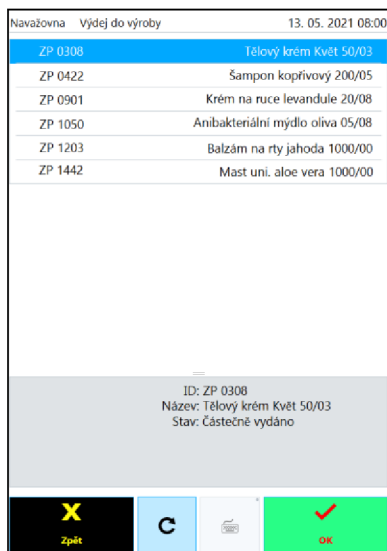 Navažovna Výdej do výroby 13. 05. 2021 08:00
ZP 0308 Tělový krém Květ 50/03
ZP 0422 Šampon kopřivový 200/05
ZP 0901 Krém na ruce levandule 20/08
ZP 1050 Anibakteriální mýdlo oliva 05/08
ZP 1203 Balzám na rty jahoda 1000/00
ZP 1442 Mast uni. aloe vera 1000/00
ID: ZP 0308
Název: Tělový krém Květ 50/03
Stav: Částečně vydáno
Zpět OK